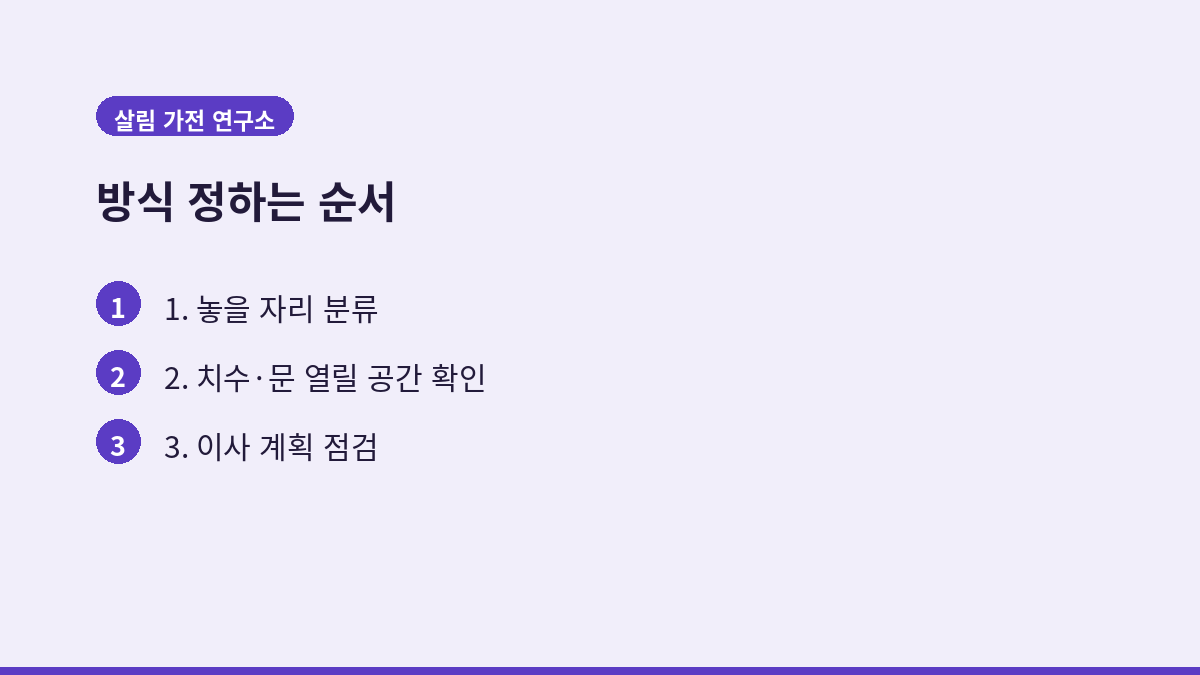 살림 가전 연구소
방식 정하는 순서
1 1. 놓을 자리 분류
2 2. 치수·문 열릴 공간 확인
3 3. 이사 계획 점검